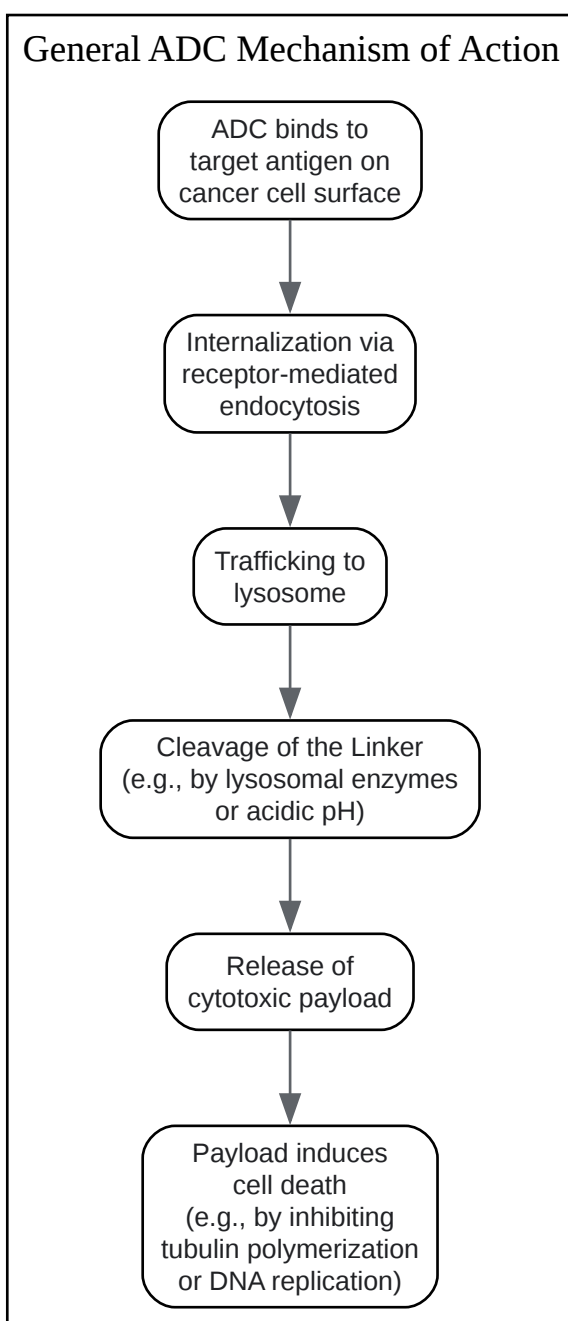 General ADC Mechanism of Action
ADC binds to
target antigen on
cancer cell surface
Internalization via
receptor-mediated
endocytosis
Trafficking to
lysosome
Cleavage of the Linker
(e.g., by lysosomal enzymes
or acidic pH)
Release of
cytotoxic payload
Payload induces
cell death
(e.g., by inhibiting
tubulin polymerization
or DNA replication)